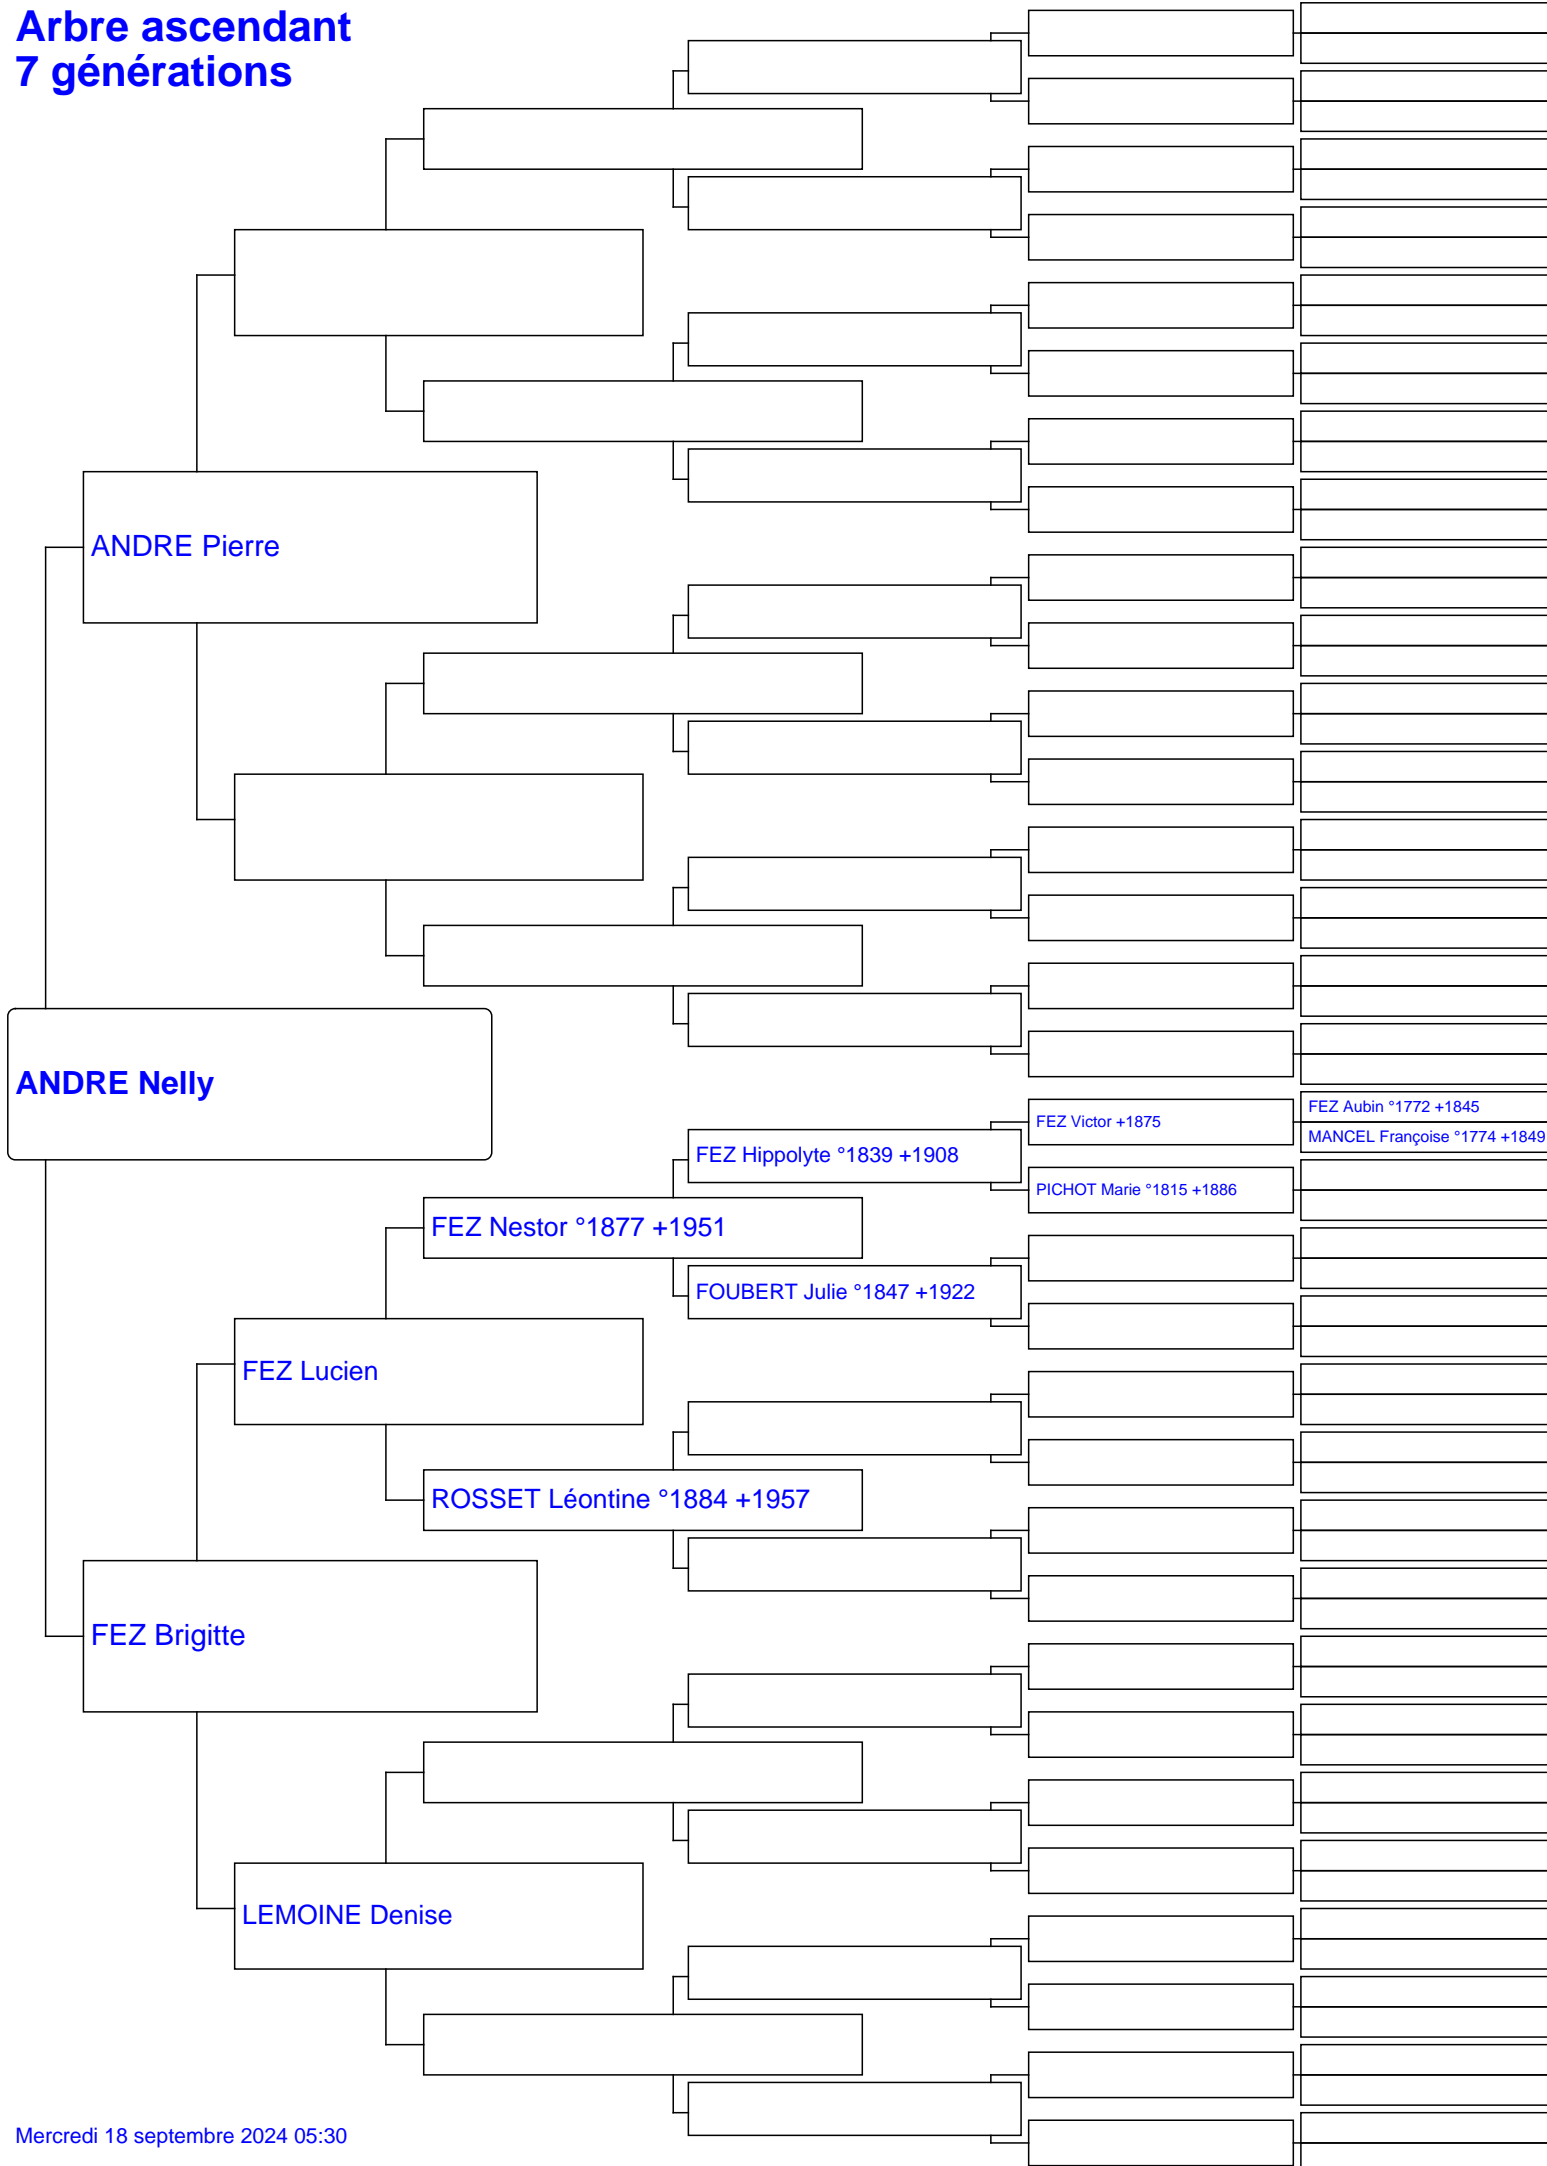 Arbre ascendant
7 générations
ANDRE Pierre
ANDRE Nelly
FEZ Aubin °1772 +1845
FEZ Victor +1875
MANCEL Françoise °1774 +1849
FEZ Hippolyte °1839 +1908
PICHOT Marie °1815 +1886
FEZ Nestor °1877 +1951
FOUBERT Julie °1847 +1922
FEZ Lucien
ROSSET Léontine °1884 +1957
FEZ Brigitte
LEMOINE Denise
Mercredi 18 septembre 2024 05:30